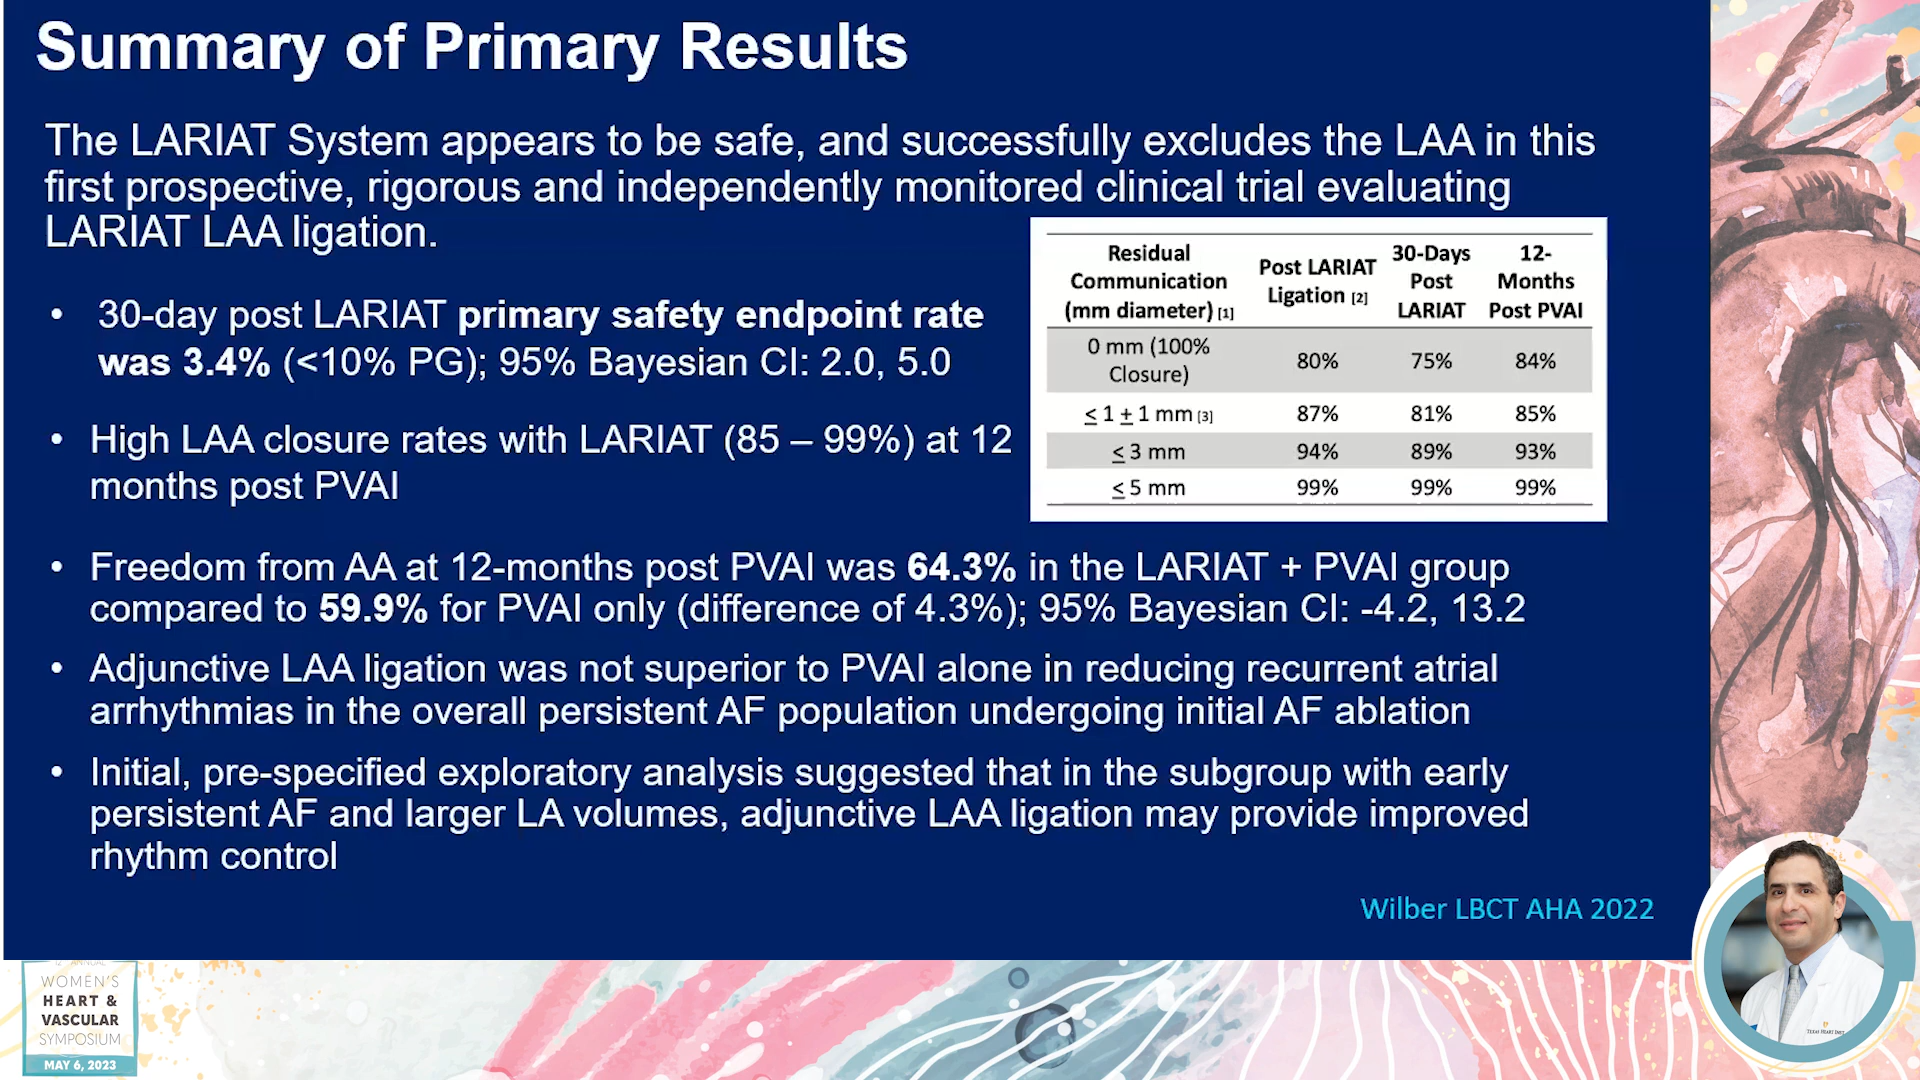 Summary of Primary Results
The LARIAT System appears to be safe, and successfully excludes the LAA in this
first prospective, rigorous and independently monitored clinical trial evaluating
LARIAT LAA ligation.
• 30-day post LARIAT primary safety endpoint rate
was 3.4% (<10% PG); 95% Bayesian CI: 2.0, 5.0
• High LAA closure rates with LARIAT (85 – 99%) at 12
months post PVAI
Residual Communication (mm diameter) [1] Post LARIAT Ligation [2] 30-Days Post LARIAT 12-Months Post PVAI
0 mm (100% Closure) 80% 75% 84%
≤ 1 ± 1 mm [3] 87% 81% 85%
≤ 3 mm 94% 89% 93%
≤ 5 mm 99% 99% 99%
• Freedom from AA at 12-months post PVAI was 64.3% in the LARIAT + PVAI group
compared to 59.9% for PVAI only (difference of 4.3%); 95% Bayesian CI: -4.2, 13.2
• Adjunctive LAA ligation was not superior to PVAI alone in reducing recurrent atrial
arrhythmias in the overall persistent AF population undergoing initial AF ablation
• Initial, pre-specified exploratory analysis suggested that in the subgroup with early
persistent AF and larger LA volumes, adjunctive LAA ligation may provide improved
rhythm control
Wilber LBCT AHA 2022
WOMEN'S
HEART &
VASCULAR
SYMPOSIUM
MAY 6, 2023